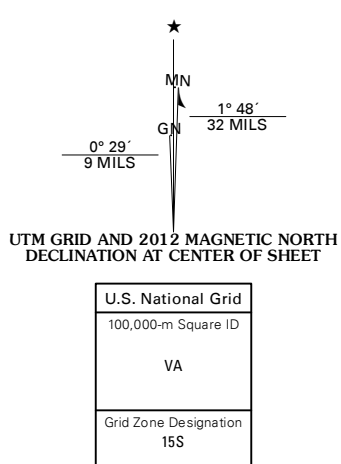 MN
1° 48´
32 MILS
GN
0° 29´
9 MILS
UTM GRID AND 2012 MAGNETIC NORTH
DECLINATION AT CENTER OF SHEET
U.S. National Grid
100,000-m Square ID
VA
Grid Zone Designation
15S